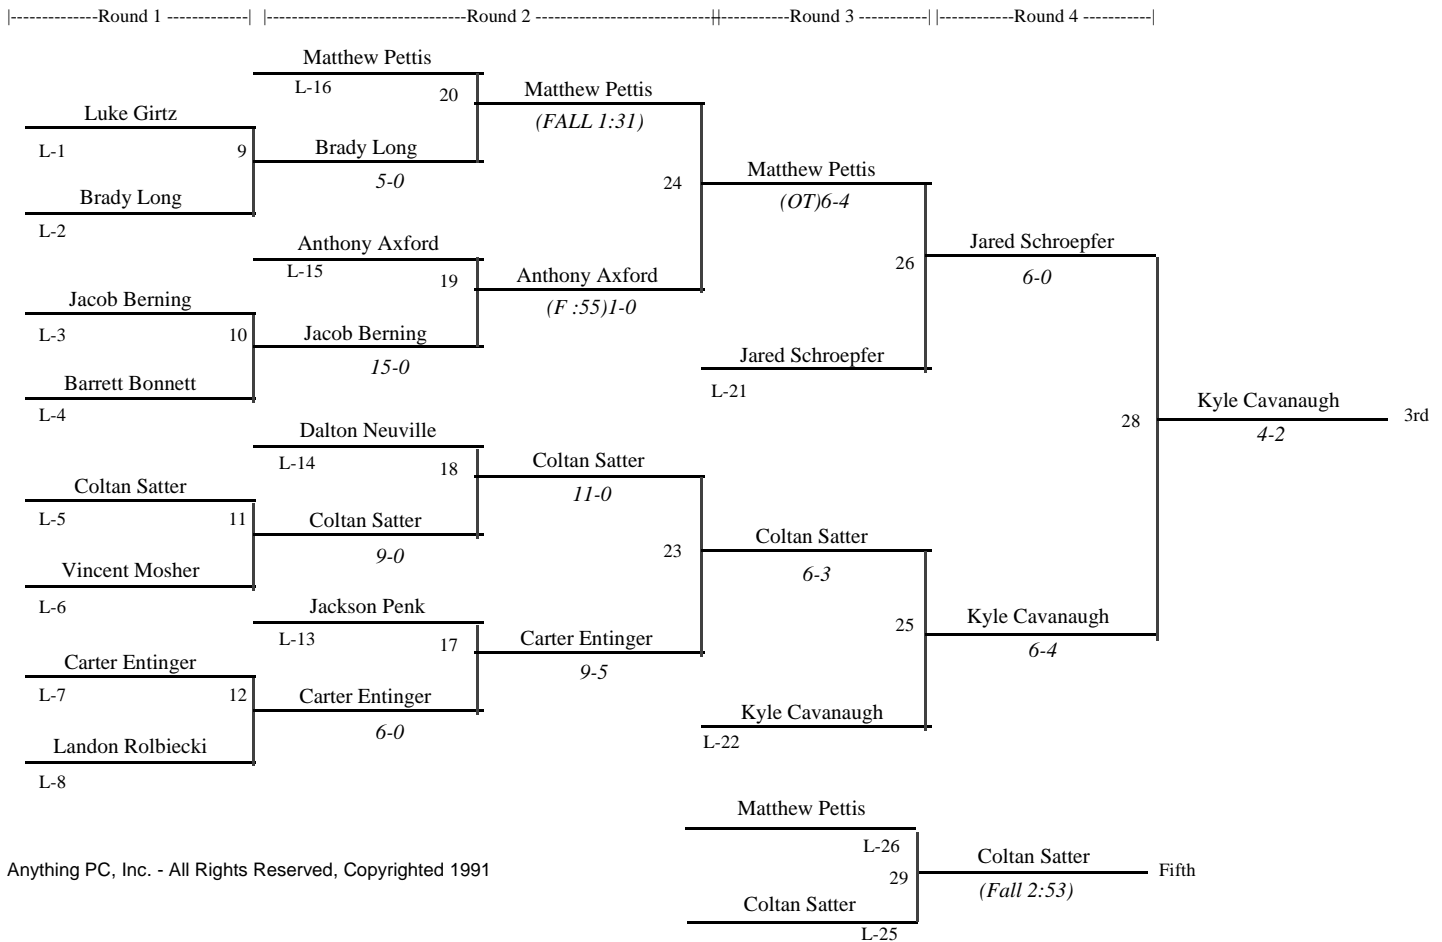 |--------------Round 1 -------------| |----------------------------------Round 2 -------------------------------||------------Round 3 ------------| |-------------Round 4 -----------|
Matthew Pettis
L-16
20
Matthew Pettis
(FALL 1:31)
Luke Girtz
L-1
9
Brady Long
5-0
Brady Long
L-2
24
Matthew Pettis
(OT)6-4
Anthony Axford
L-15
19
Anthony Axford
(F :55)1-0
Jacob Berning
L-3
10
Jacob Berning
15-0
Barrett Bonnett
L-4
26
Jared Schroepfer
6-0
Jared Schroepfer
L-21
Dalton Neuville
L-14
18
Coltan Satter
11-0
Coltan Satter
L-5
11
Coltan Satter
9-0
Vincent Mosher
L-6
23
Coltan Satter
6-3
Jackson Penk
L-13
17
Carter Entinger
9-5
Carter Entinger
L-7
12
Carter Entinger
6-0
Landon Rolbiecki
L-8
25
Kyle Cavanaugh
6-4
Kyle Cavanaugh
L-22
28
Kyle Cavanaugh
4-2
3rd
Matthew Pettis
L-26
29
Coltan Satter
(Fall 2:53)
Fifth
Coltan Satter
L-25
Anything PC, Inc. - All Rights Reserved, Copyrighted 1991